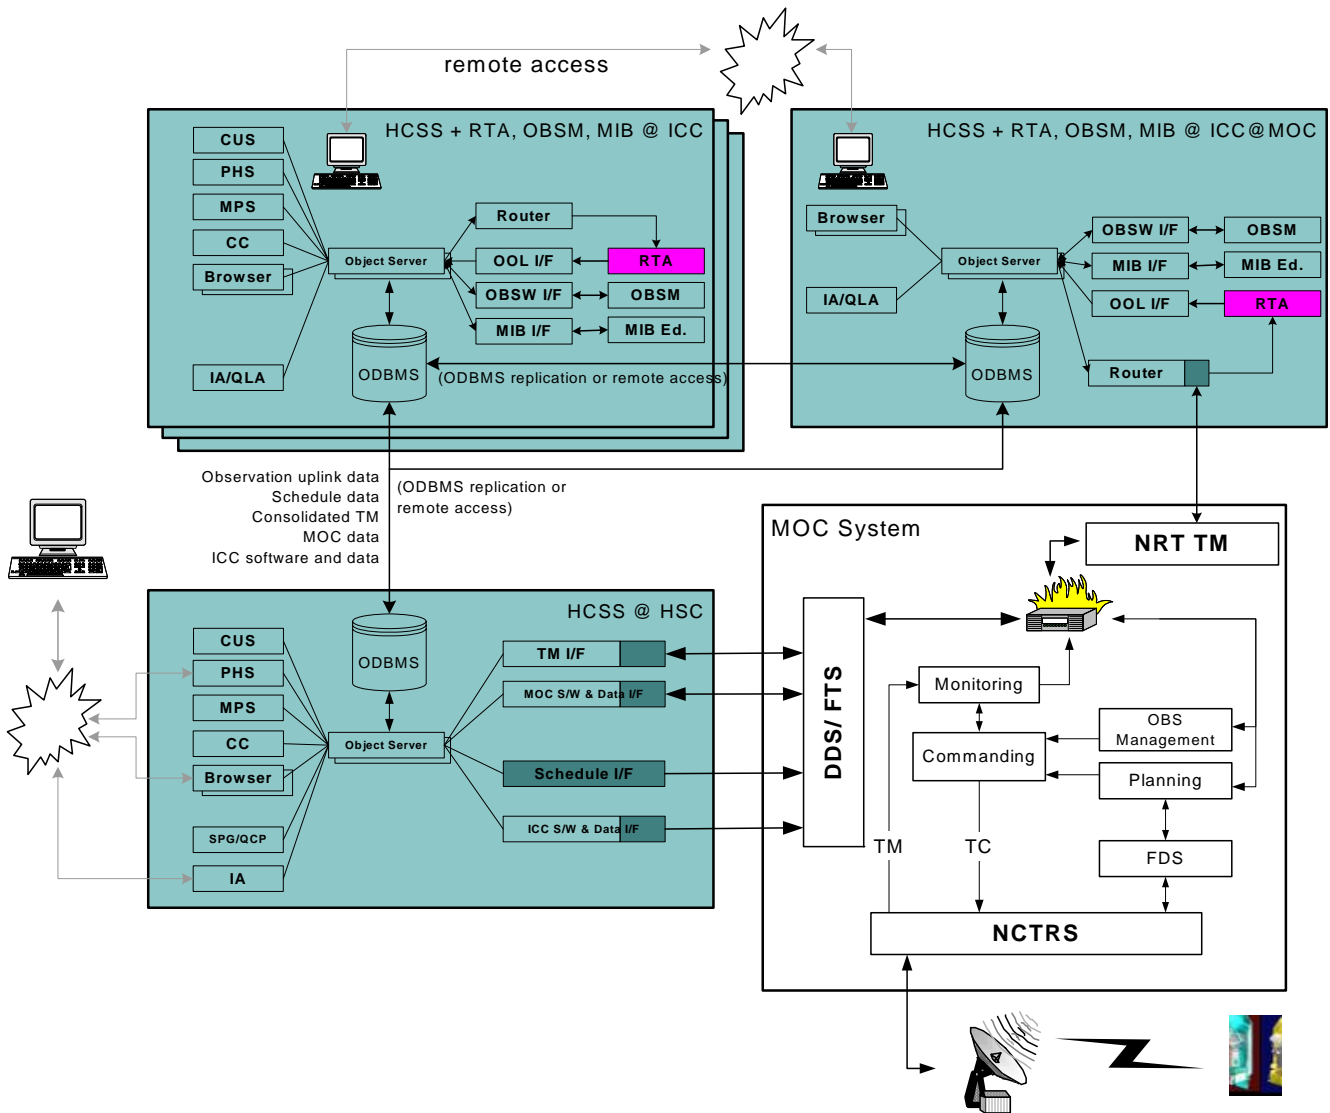 remote access
HCSS + RTA, OBSM, MIB @ ICC
CUS
PHS
MPS
CC
Browser
IA/QLA
Object Server
Router
OOL I/F
RTA
OBSW I/F
OBSM
MIB I/F
MIB Ed.
ODBMS
(ODBMS replication or remote access)
HCSS + RTA, OBSM, MIB @ ICC@MOC
Browser
IA/QLA
Object Server
OBSW I/F
OBSM
MIB I/F
MIB Ed.
OOL I/F
RTA
Router
ODBMS
Observation uplink data
Schedule data
Consolidated TM
MOC data
ICC software and data
(ODBMS replication or
remote access)
HCSS @ HSC
CUS
PHS
MPS
CC
Browser
SPG/QCP
IA
ODBMS
Object Server
TM I/F
MOC S/W & Data I/F
Schedule I/F
ICC S/W & Data I/F
MOC System
NRT TM
DDS/ FTS
Monitoring
Commanding
OBS
Management
Planning
FDS
TM
TC
NCTRS